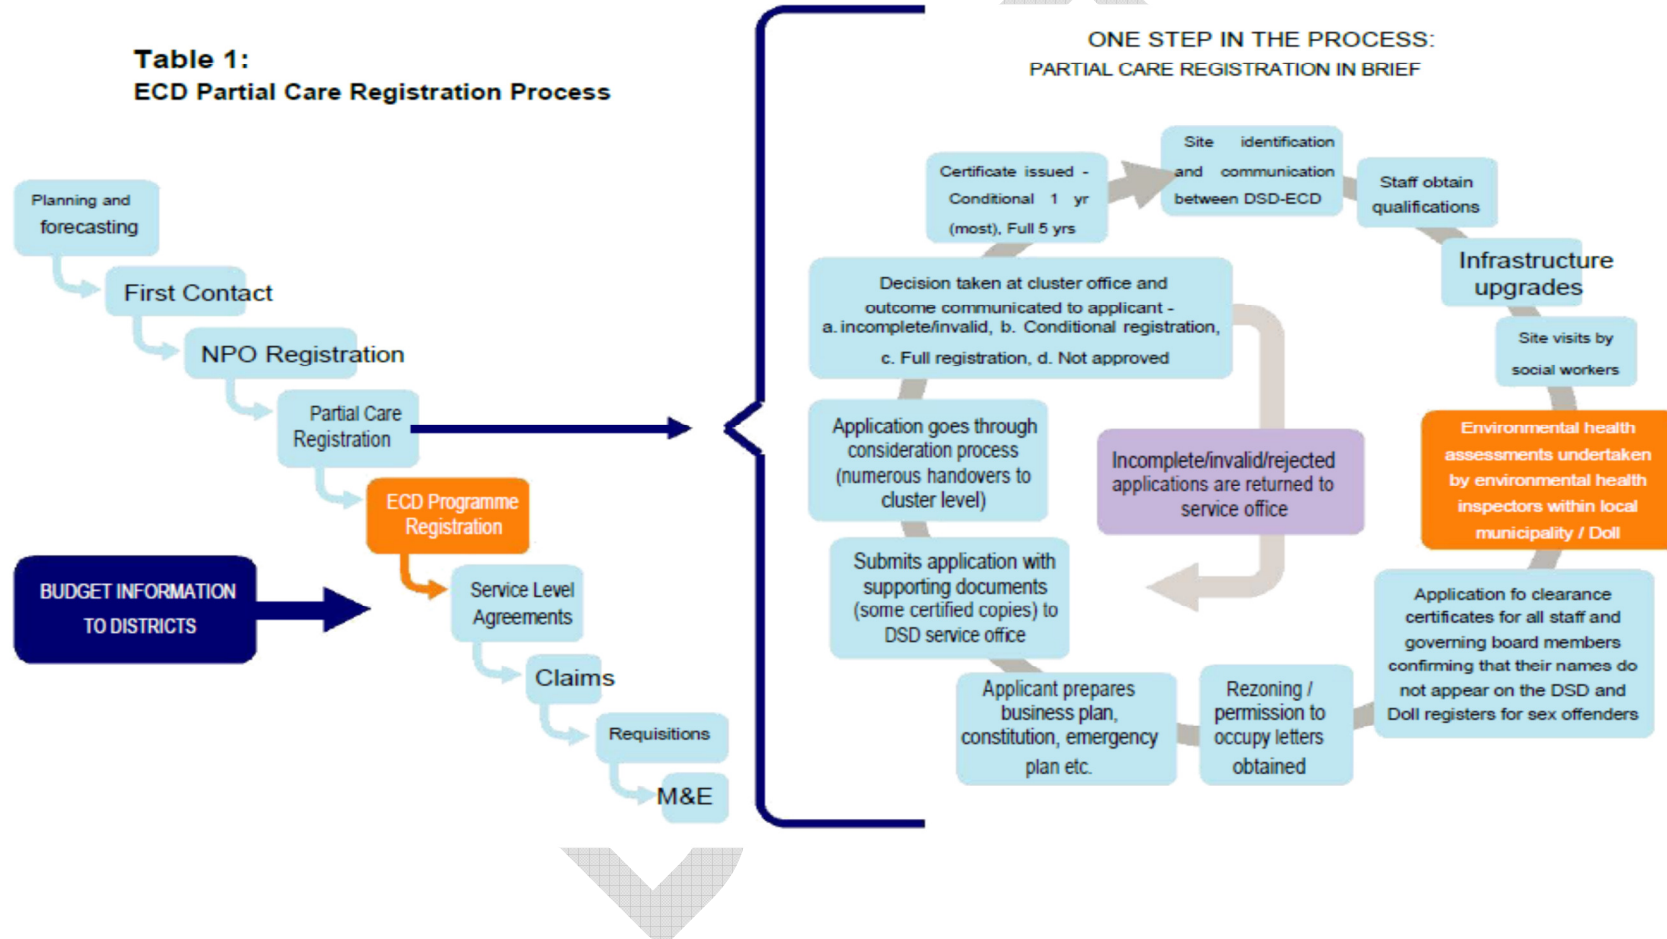 Table 1:
ECD Partial Care Registration Process
Planning and
forecasting
First Contact
NPO Registration
Partial Care
Registration
ECD Programme
Registration
BUDGET INFORMATION
TO DISTRICTS
Service Level
Agreements
Claims
Requisitions
M&E
ONE STEP IN THE PROCESS:
PARTIAL CARE REGISTRATION IN BRIEF
Site identification
and communication
between DSD-ECD
Staff obtain
qualifications
Infrastructure
upgrades
Site visits by
social workers
Environmental health
assessments undertaken
by environmental health
inspectors within local
municipality / Doll
Application fo clearance
certificates for all staff and
governing board members
confirming that their names do
not appear on the DSD and
Doll registers for sex offenders
Rezoning /
permission to
occupy letters
obtained
Applicant prepares
business plan,
constitution, emergency
plan etc.
Submits application with
supporting documents
(some certified copies) to
DSD service office
Application goes through
consideration process
(numerous handovers to
cluster level)
Decision taken at cluster office and
outcome communicated to applicant -
a. incomplete/invalid, b. Conditional registration,
c. Full registration, d. Not approved
Certificate issued -
Conditional 1 yr
(most), Full 5 yrs
Incomplete/invalid/rejected
applications are returned to
service office